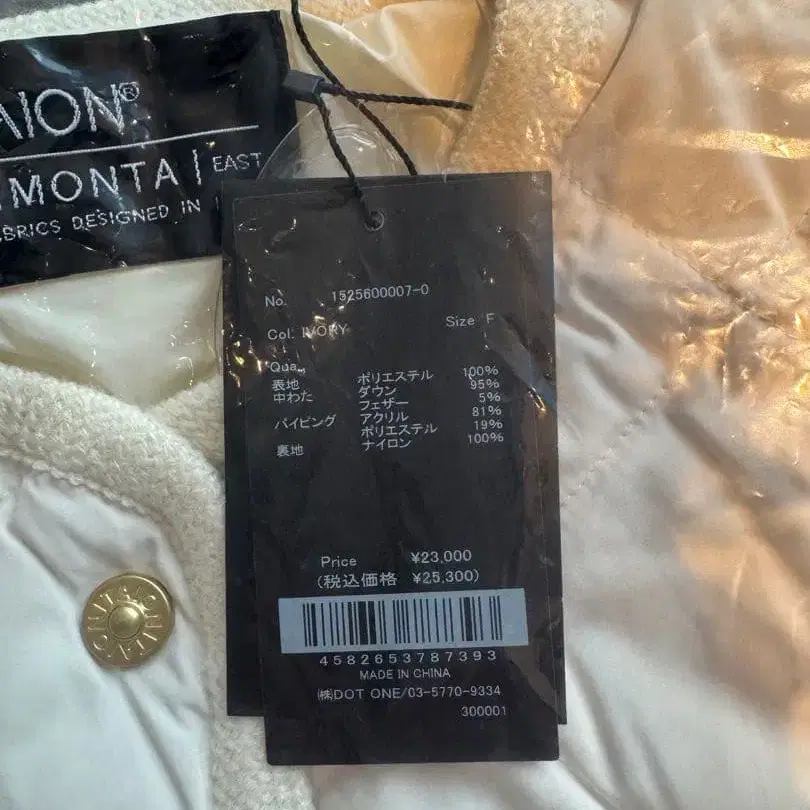 AION®
MONTA | EAST
BRICS DESIGNED IN
No. 1525600007-0
Col. IVORY Size F
Qua.
表地 ポリエステル 100%
中わた ダウン 95%
フェザー 5%
パイピング アクリル 81%
ポリエステル 19%
裏地 ナイロン 100%
Price ¥23,000
(税込価格 ¥25,300)
4582653787393
MADE IN CHINA
㈱DOT ONE/03-5770-9334
300001